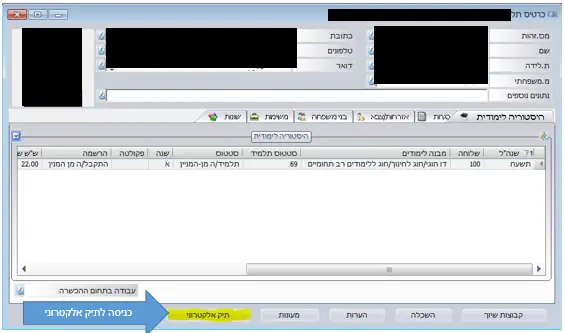 כרטיס תל
מס.זהות
שם
ת.לידה
מ.משפחתי
נתונים נוספים
כתובת
טלפונים
דואר
היסטוריה לימודית קורות אזרחות/צבא בני משפחה משימות שונות
היסטוריה לימודית
שנה"ל שלוחה מבנה לימודים סטטוס תלמיד סטטוס שנה פקולטה הרשמה ש"ש ש
תשעח 100 דו חוגי/חוג לחינוך/חוג ללימודים רב תחומיים 69 תלמיד/ה מן-המניין א התקבל/ה מן המנין 22.00
עבודה בתחום ההכשרה
קבוצות שיוך השכלה הערות מעונות תיק אלקטרוני כניסה לתיק אלקטרוני